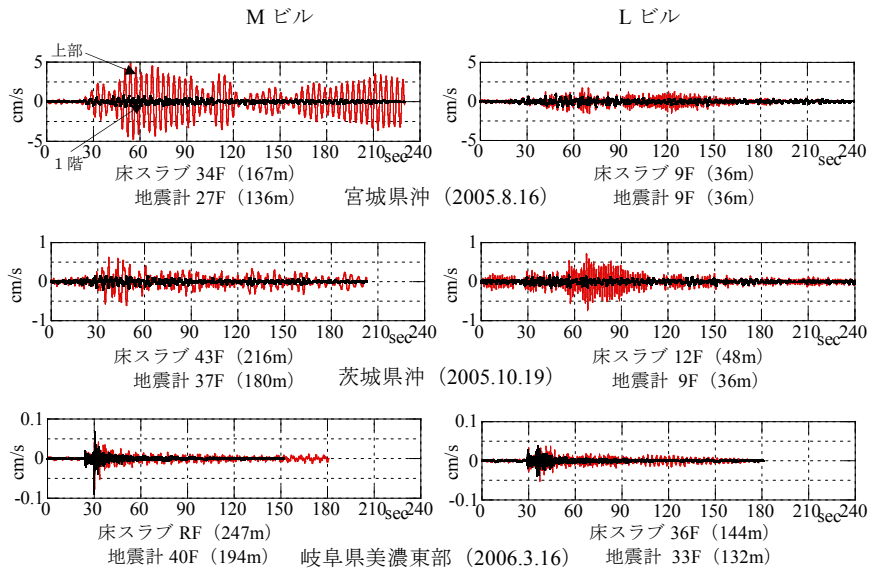 M ビル
L ビル
上部
1階
cm/s
5
0
-5
0 30 60 90 120 150 180 210 240
sec
床スラブ 34F（167m）
地震計 27F（136m）
5
0
-5
cm/s
0 30 60 90 120 150 180 210 240
sec
床スラブ 9F（36m）
地震計 9F（36m）
宮城県沖（2005.8.16）
1
0
-1
cm/s
0 30 60 90 120 150 180 210 240
sec
床スラブ 43F（216m）
地震計 37F（180m）
1
0
-1
cm/s
0 30 60 90 120 150 180 210 240
sec
床スラブ 12F（48m）
地震計 9F（36m）
茨城県沖（2005.10.19）
0.1
0
-0.1
cm/s
0 30 60 90 120 150 180 210 240
sec
床スラブ RF（247m）
地震計 40F（194m）
0.1
0
-0.1
cm/s
0 30 60 90 120 150 180 210 240
sec
床スラブ 36F（144m）
地震計 33F（132m）
岐阜県美濃東部（2006.3.16）